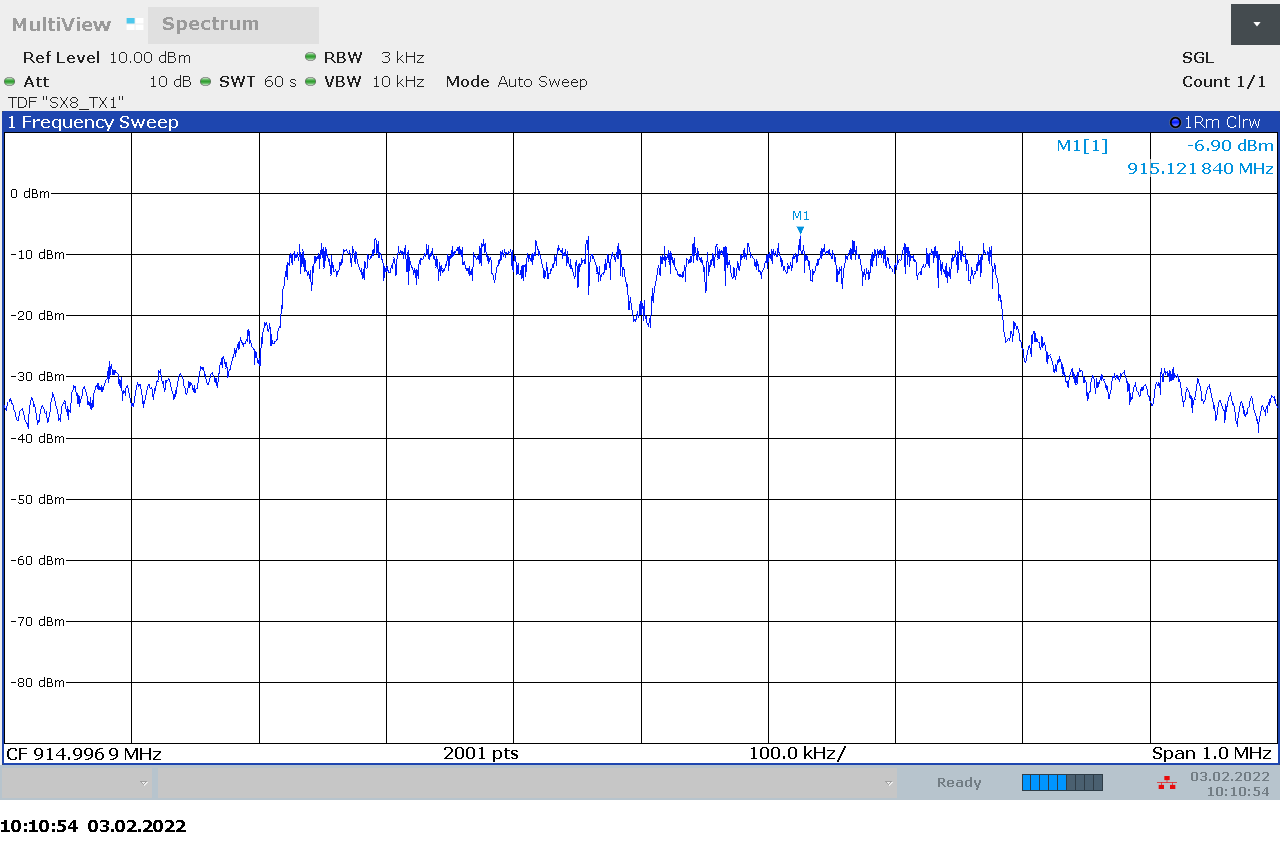 MultiView Spectrum
Ref Level 10.00 dBm RBW 3 kHz SGL
Att 10 dB SWT 60 s VBW 10 kHz Mode Auto Sweep Count 1/1
TDF "SX8_TX1"
1 Frequency Sweep 1Rm Clrw
M1[1] -6.90 dBm
915.121 840 MHz
0 dBm
M1
-10 dBm
-20 dBm
-30 dBm
-40 dBm
-50 dBm
-60 dBm
-70 dBm
-80 dBm
CF 914.996 9 MHz 2001 pts 100.0 kHz/ Span 1.0 MHz
Ready 03.02.2022
10:10:54
10:10:54 03.02.2022